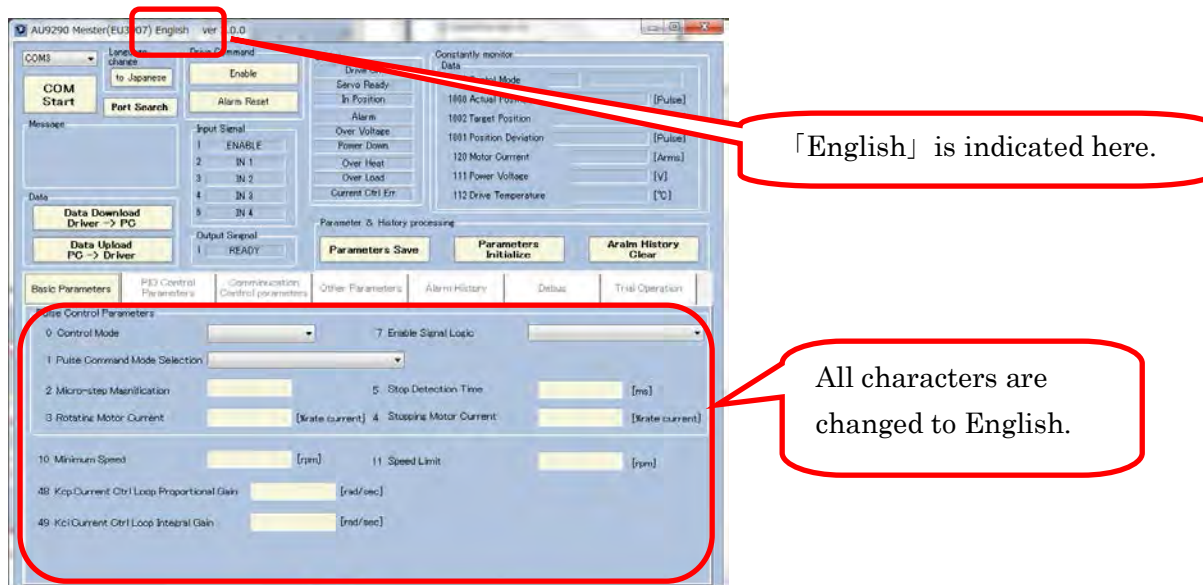 AU9290 Meister(EU3907) English ver 1.0.0
COM3
Language change
to Japanese
COM Start
Port Search
Message
Drive Command
Enable
Alarm Reset
Input Signal
1 ENABLE
2 IN 1
3 IN 2
4 IN 3
5 IN 4
Output Singnal
1 READY
Servo Ready
In Position
Alarm
Over Voltage
Power Down
Over Heat
Over Load
Current Ctrl Err
Constantly monitor
Data
Mode
1000 Actual Position [Pulse]
1002 Target Position
1001 Position Deviation [Pulse]
120 Motor Current [Arms]
111 Power Voltage [V]
112 Drive Temperature [℃]
Data
Data Download
Driver -> PC
Data Upload
PC -> Driver
Parameter & History processing
Parameters Save
Parameters Initialize
Aralm History Clear
Basic Parameters
PID Control Parameters
Communication Control parameters
Other Parameters
Alarm History
Debug
Trial Operation
Pulse Control Parameters
0 Control Mode
7 Enable Signal Logic
1 Pulse Command Mode Selection
2 Micro-step Magnification
5 Stop Detection Time [ms]
3 Rotating Motor Current [%rate current]
4 Stopping Motor Current [%rate current]
10 Minimum Speed [rpm]
11 Speed Limit [rpm]
48 Kcp:Current Ctrl Loop Proportional Gain [rad/sec]
49 Kci:Current Ctrl Loop Integral Gain [rad/sec]
「English」 is indicated here.
All characters are
changed to English.